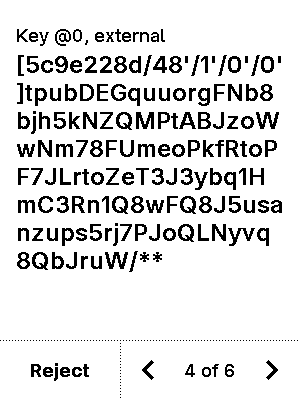 Key @0, external
[5c9e228d/48'/1'/0'/0'
]tpubDEGquuorgFNb8
bjh5kNZQMPtABJzoW
wNm78FUmeoPkfRtoP
F7JLrtoZeT3J3ybq1H
mC3Rn1Q8wFQ8J5usa
nzups5rj7PJoQLNyvq
8QbJruW/**
Reject
4 of 6